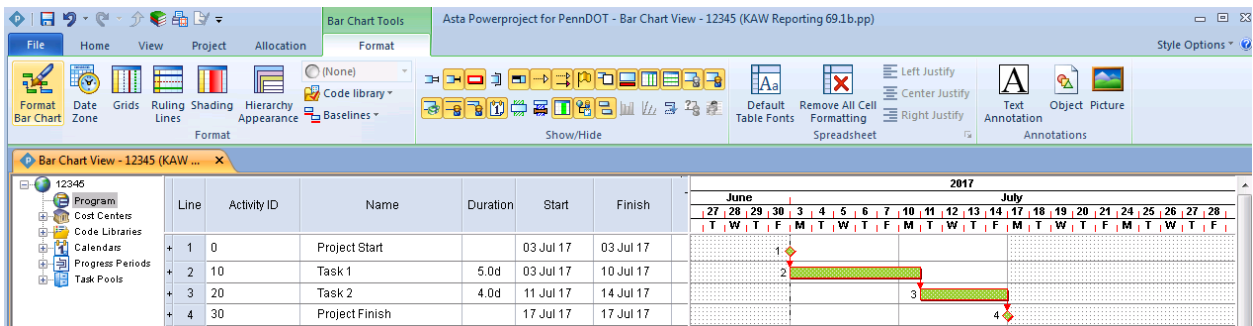 Bar Chart Tools
Asta Powerproject for PennDOT - Bar Chart View - 12345 (KAW Reporting 69.1b.pp)
File Home View Project Allocation Format Style Options
Format Bar Chart
Date Zone
Grids
Ruling Lines
Shading
Hierarchy Appearance
(None)
Code library
Baselines
Format
Show/Hide
Default Table Fonts
Remove All Cell Formatting
Left Justify
Center Justify
Right Justify
Spreadsheet
Text Annotation
Object
Picture
Annotations
Bar Chart View - 12345 (KAW ...
12345
Program
Cost Centers
Code Libraries
Calendars
Progress Periods
Task Pools
Line Activity ID Name Duration Start Finish
1 0 Project Start 03 Jul 17 03 Jul 17
2 10 Task 1 5.0d 03 Jul 17 10 Jul 17
3 20 Task 2 4.0d 11 Jul 17 14 Jul 17
4 30 Project Finish 17 Jul 17 17 Jul 17
2017
June July
27 28 29 30 3 4 5 6 7 10 11 12 13 14 17 18 19 20 21 24 25 26 27 28
T W T F M T W T F M T W T F M T W T F M T W T F
1
2
3
4